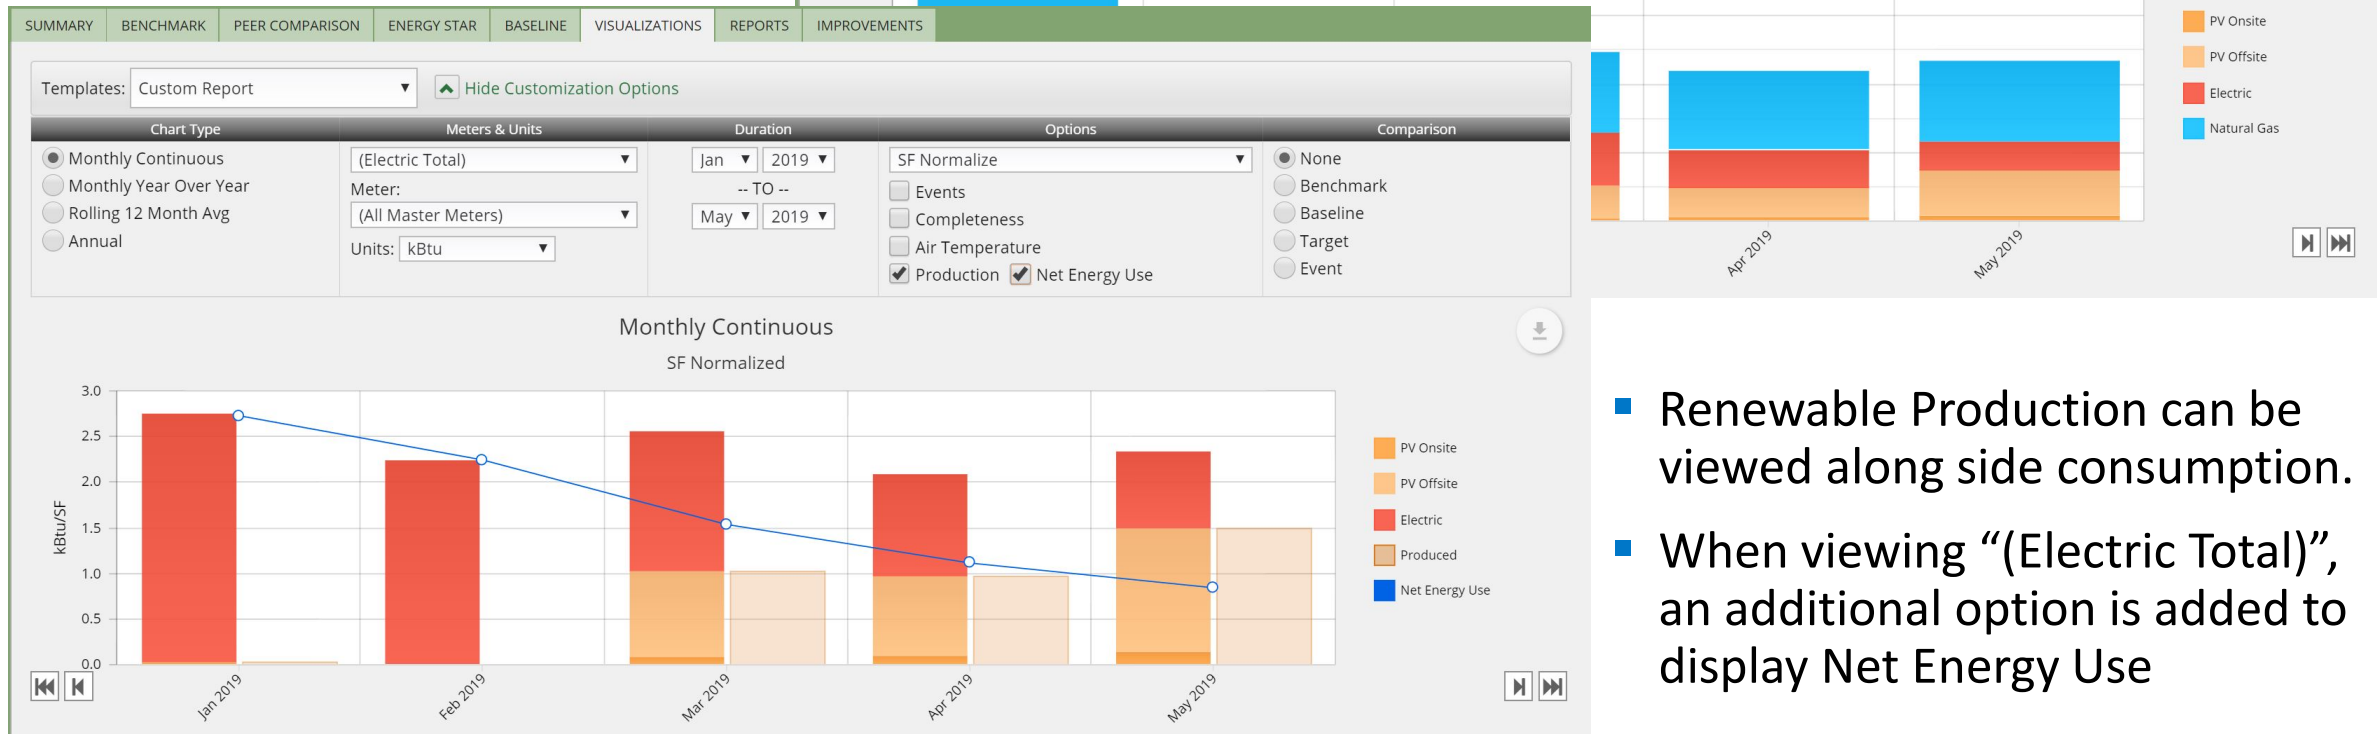 SUMMARY BENCHMARK PEER COMPARISON ENERGY STAR BASELINE VISUALIZATIONS REPORTS IMPROVEMENTS
Templates: Custom Report Hide Customization Options
Chart Type Meters & Units Duration Options Comparison
Monthly Continuous (Electric Total) Jan 2019 SF Normalize None
Monthly Year Over Year Meter: -- TO -- Events Benchmark
Rolling 12 Month Avg (All Master Meters) May 2019 Completeness Baseline
Annual Units: kBtu Air Temperature Target
Production Net Energy Use Event
Monthly Continuous
SF Normalized
kBtu/SF
3.0
2.5
2.0
1.5
1.0
0.5
0.0
Jan 2019 Feb 2019 Mar 2019 Apr 2019 May 2019
PV Onsite
PV Offsite
Electric
Produced
Net Energy Use
PV Onsite
PV Offsite
Electric
Natural Gas
Apr 2019 May 2019
Renewable Production can be
viewed along side consumption.
When viewing “(Electric Total)”,
an additional option is added to
display Net Energy Use